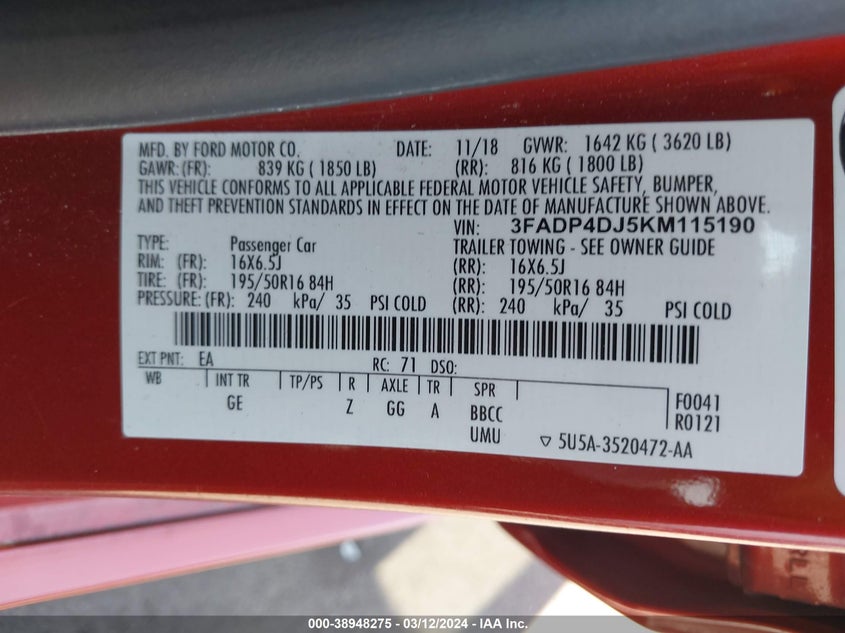 MFD. BY FORD MOTOR CO. DATE: 11/18 GVWR: 1642 KG ( 3620 LB)
GAWR: (FR): 839 KG ( 1850 LB) (RR): 816 KG ( 1800 LB)
THIS VEHICLE CONFORMS TO ALL APPLICABLE FEDERAL MOTOR VEHICLE SAFETY, BUMPER,
AND THEFT PREVENTION STANDARDS IN EFFECT ON THE DATE OF MANUFACTURE SHOWN ABOVE.
VIN: 3FADP4DJ5KM115190
TYPE: Passenger Car TRAILER TOWING - SEE OWNER GUIDE
RIM: (FR): 16X6.5J (RR): 16X6.5J
TIRE: (FR): 195/50R16 84H (RR): 195/50R16 84H
PRESSURE: (FR): 240 kPa/ 35 PSI COLD (RR): 240 kPa/ 35 PSI COLD
EXT PNT: EA RC: 71 DSO:
WB INT TR TP/PS R AXLE TR SPR
GE Z GG A BBCC
UMU
F0041
R0121
▽ 5U5A-3520472-AA
000-38948275 - 03/12/2024 - IAA Inc.